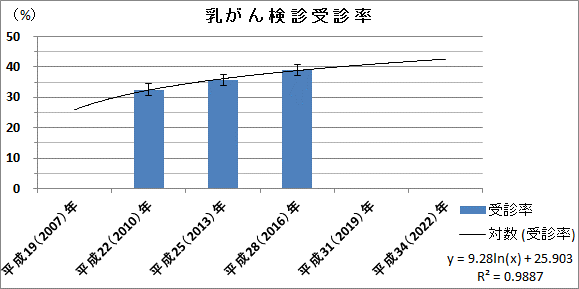 乳がん検診受診率
(%)
50
40
30
20
10
0
平成19(2007)年
平成22(2010)年
平成25(2013)年
平成28(2016)年
平成31(2019)年
平成34(2022)年
受診率
対数 (受診率)
y = 9.28ln(x) + 25.903
R² = 0.9887